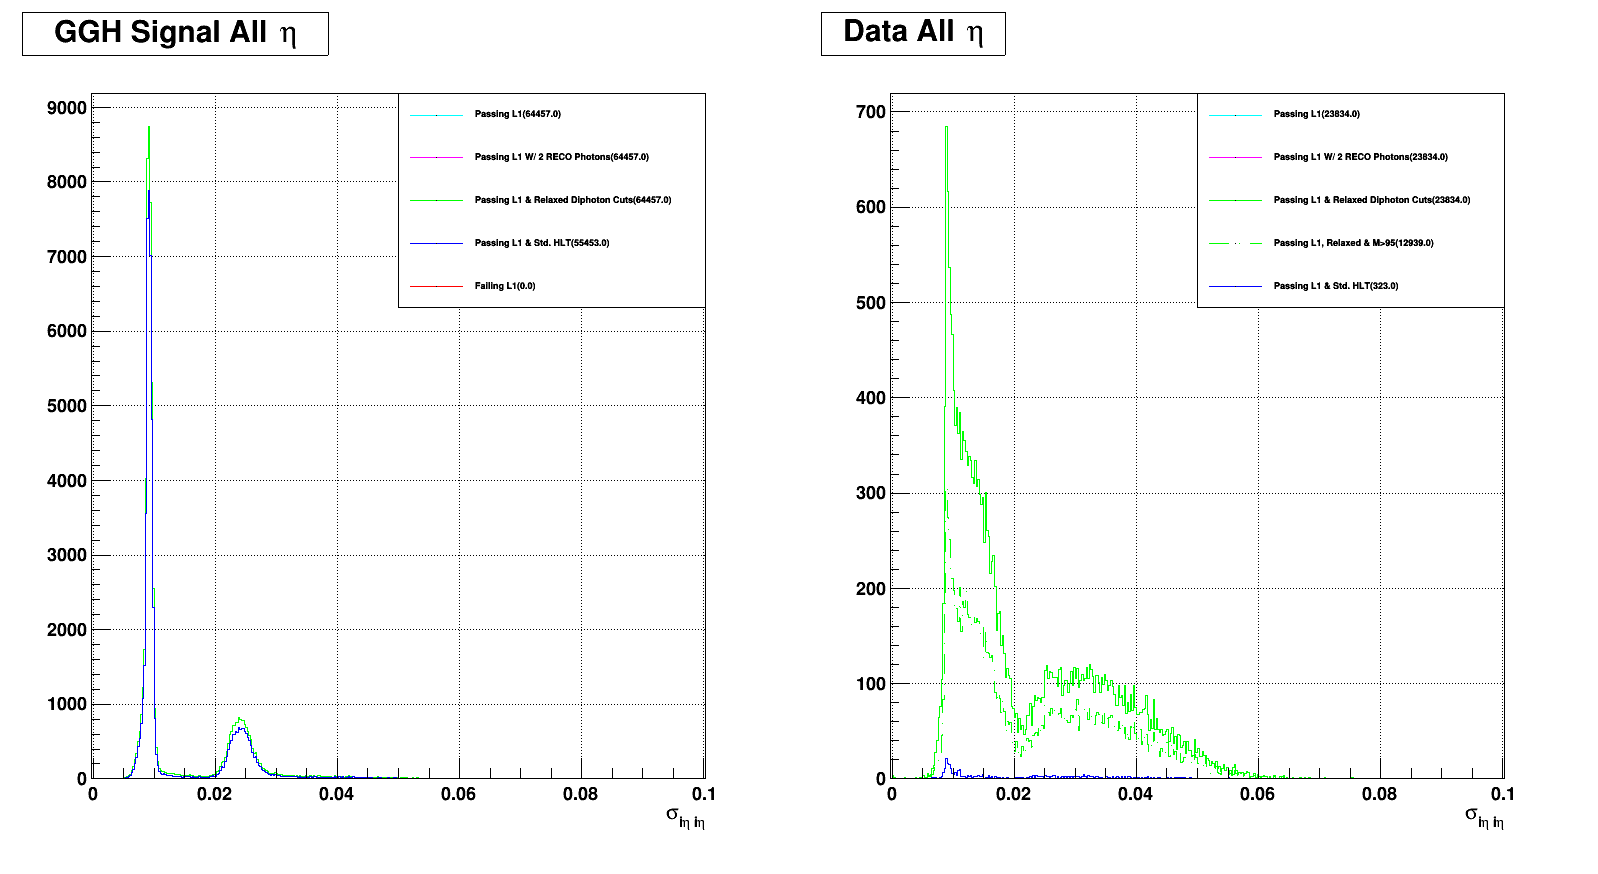 GGH Signal All η
9000
8000
7000
6000
5000
4000
3000
2000
1000
0
0
0.02
0.04
0.06
0.08
0.1
σiη iη
Passing L1(64457.0)
Passing L1 W/ 2 RECO Photons(64457.0)
Passing L1 & Relaxed Diphoton Cuts(64457.0)
Passing L1 & Std. HLT(55453.0)
Failing L1(0.0)
Data All η
700
600
500
400
300
200
100
0
0
0.02
0.04
0.06
0.08
0.1
σiη iη
Passing L1(23834.0)
Passing L1 W/ 2 RECO Photons(23834.0)
Passing L1 & Relaxed Diphoton Cuts(23834.0)
Passing L1, Relaxed & M>95(12939.0)
Passing L1 & Std. HLT(323.0)